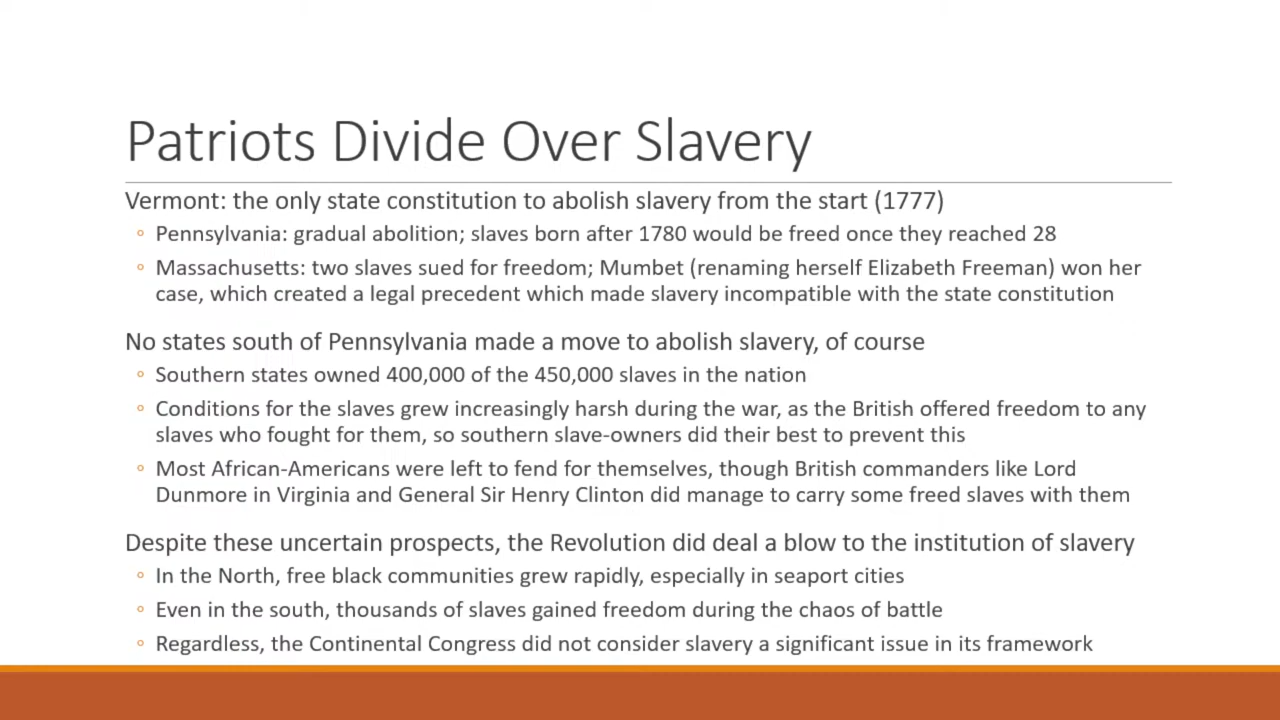 Patriots Divide Over Slavery
Vermont: the only state constitution to abolish slavery from the start (1777)
◦ Pennsylvania: gradual abolition; slaves born after 1780 would be freed once they reached 28
◦ Massachusetts: two slaves sued for freedom; Mumbet (renaming herself Elizabeth Freeman) won her
case, which created a legal precedent which made slavery incompatible with the state constitution
No states south of Pennsylvania made a move to abolish slavery, of course
◦ Southern states owned 400,000 of the 450,000 slaves in the nation
◦ Conditions for the slaves grew increasingly harsh during the war, as the British offered freedom to any
slaves who fought for them, so southern slave-owners did their best to prevent this
◦ Most African-Americans were left to fend for themselves, though British commanders like Lord
Dunmore in Virginia and General Sir Henry Clinton did manage to carry some freed slaves with them
Despite these uncertain prospects, the Revolution did deal a blow to the institution of slavery
◦ In the North, free black communities grew rapidly, especially in seaport cities
◦ Even in the south, thousands of slaves gained freedom during the chaos of battle
◦ Regardless, the Continental Congress did not consider slavery a significant issue in its framework